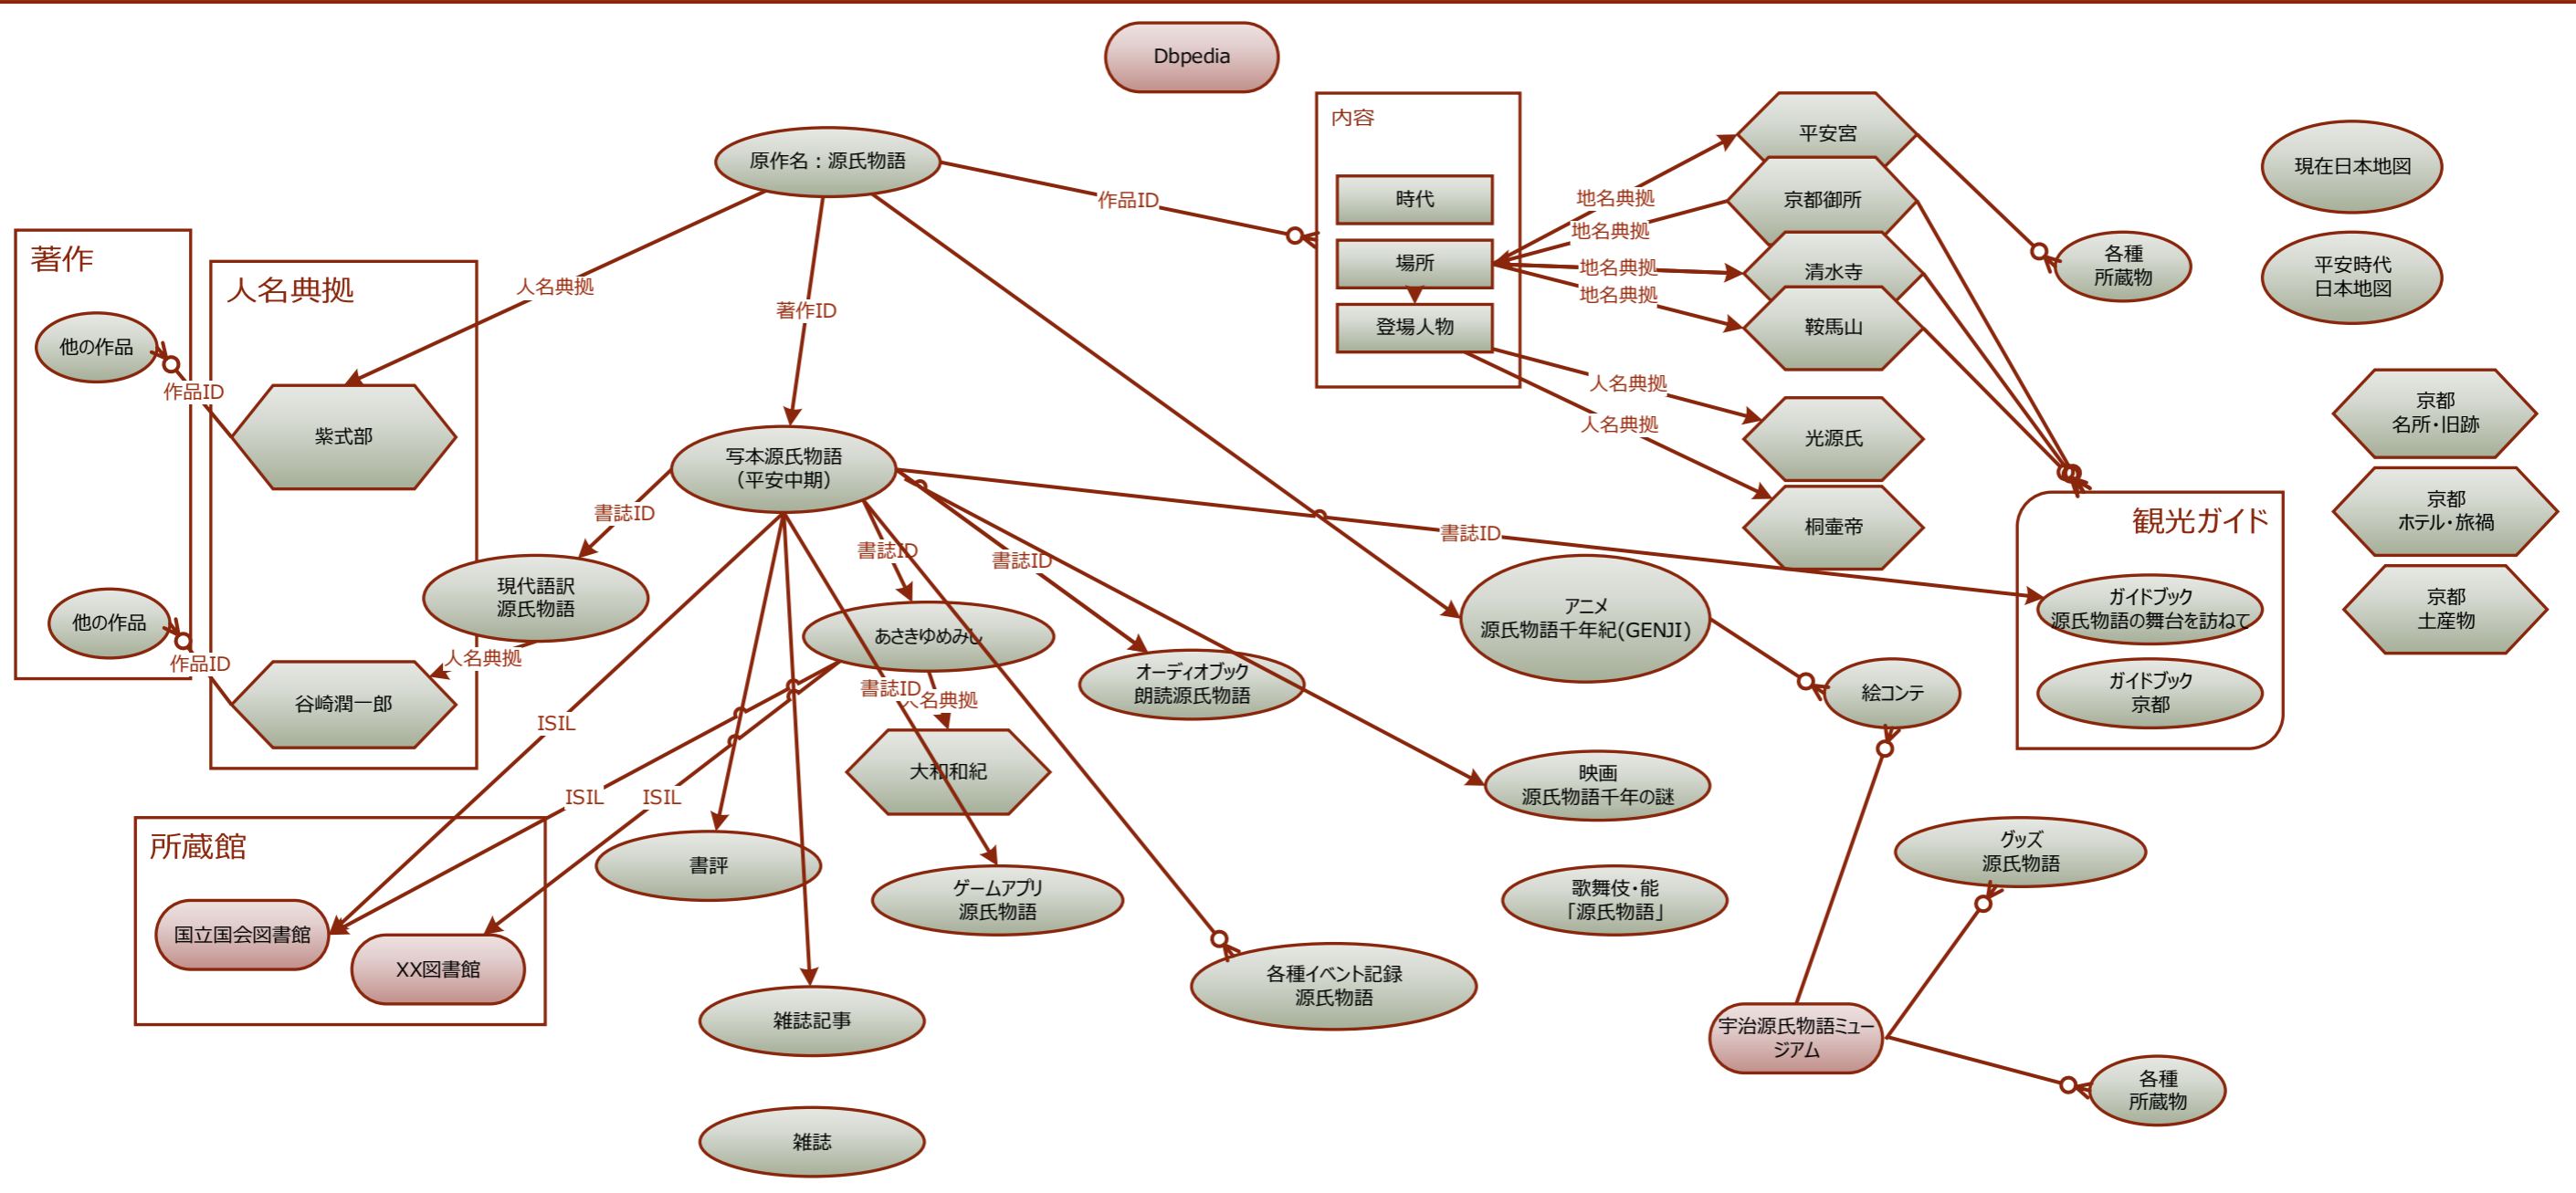 Dbpedia
内容
平安宮
原作名：源氏物語
現在日本地図
時代
地名典拠
京都御所
作品ID
地名典拠
著作
場所
地名典拠
清水寺
各種
所蔵物
平安時代
日本地図
人名典拠
人名典拠
地名典拠
著作ID
登場人物
鞍馬山
他の作品
作品ID
人名典拠
京都
名所・旧跡
紫式部
人名典拠
光源氏
写本源氏物語
（平安中期）
書誌ID
書誌ID
桐壷帝
観光ガイド
京都
ホテル・旅禍
書誌ID
書誌ID
現代語訳
源氏物語
アニメ
源氏物語千年紀(GENJI)
ガイドブック
源氏物語の舞台を訪ねて
京都
土産物
他の作品
あさきゆめみし
作品ID
人名典拠
オーディオブック
朗読源氏物語
書誌ID
人名典拠
絵コンテ
ガイドブック
京都
谷崎潤一郎
ISIL
大和和紀
映画
源氏物語千年の謎
ISIL
ISIL
所蔵館
書評
グッズ
源氏物語
ゲームアプリ
源氏物語
歌舞伎・能
「源氏物語」
国立国会図書館
XX図書館
各種イベント記録
源氏物語
雑誌記事
宇治源氏物語ミュー
ジアム
各種
所蔵物
雑誌